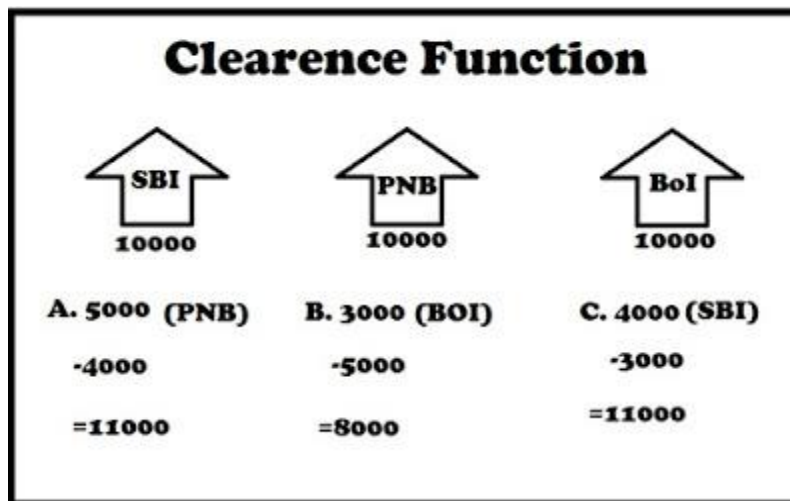 Clearence Function
SBI
PNB
BoI
10000
10000
10000
A. 5000 (PNB)
B. 3000 (BOI)
C. 4000 (SBI)
-4000
-5000
-3000
=11000
=8000
=11000